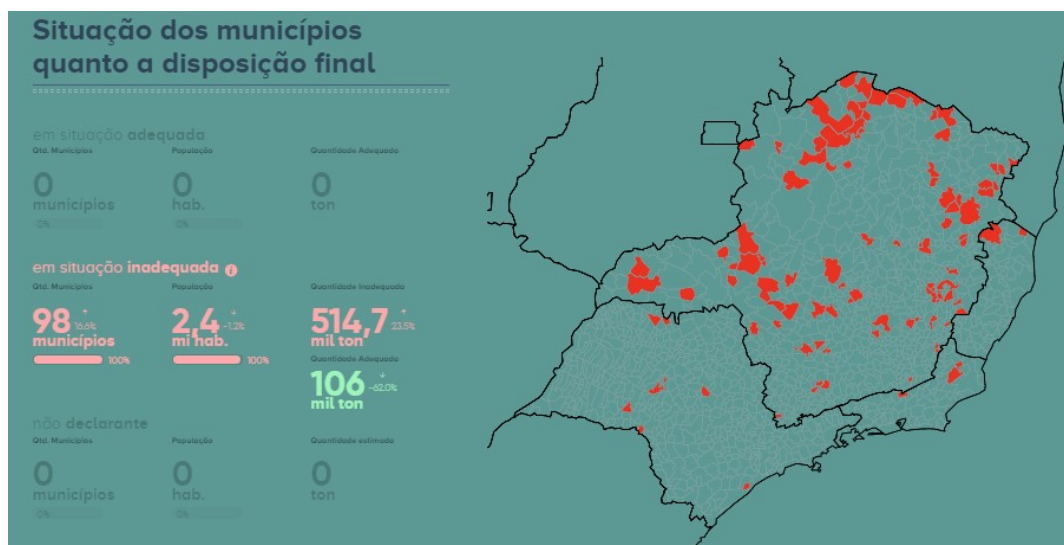 Situação dos municípios
quanto a disposição final
em situação adequada
Qtd. Municípios População Quantidade Adequada
0 0 0
municípios hab. ton
0% 0%
em situação inadequada i
Qtd. Municípios População Quantidade Inadequada
98 ↑ 16.6% 2,4 ↓ -1.2% 514,7 ↑ 23.5%
municípios mi hab. mil ton
100% 100%
Quantidade Adequada
106 ↓ -62.0%
mil ton
não declarante
Qtd. Municípios População Quantidade estimada
0 0 0
municípios hab. ton
0% 0%